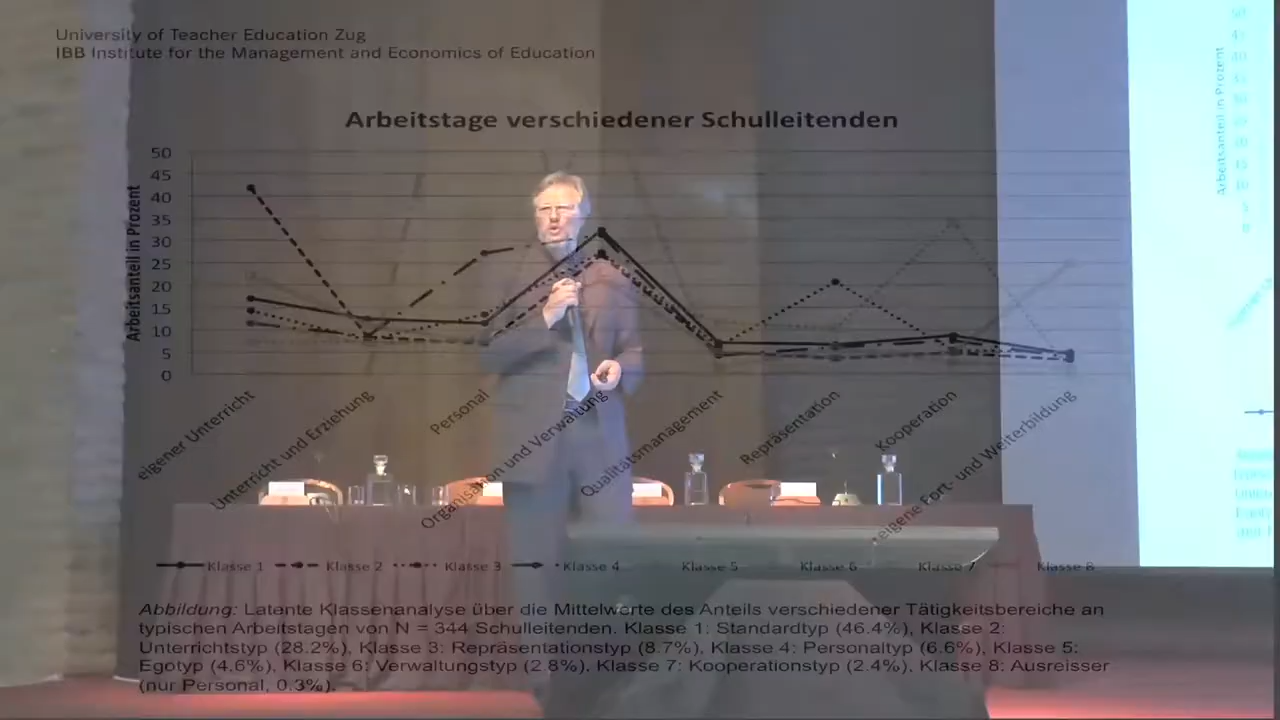 University of Teacher Education Zug
IBB Institute for the Management and Economics of Education
Arbeitstage verschiedener Schulleitenden
Arbeitsanteil in Prozent
50
45
40
35
30
25
20
15
10
5
0
eigener Unterricht
Unterricht und Erziehung
Personal
Organisation und Verwaltung
Qualitätsmanagement
Repräsentation
Kooperation
eigene Fort- und Weiterbildung
Klasse 1 Klasse 2 Klasse 3 Klasse 4 Klasse 5 Klasse 6 Klasse 7 Klasse 8
Abbildung: Latente Klassenanalyse über die Mittelwerte des Anteils verschiedener Tätigkeitsbereiche an
typischen Arbeitstagen von N = 344 Schulleitenden. Klasse 1: Standardtyp (46.4%), Klasse 2:
Unterrichtstyp (28.2%), Klasse 3: Repräsentationstyp (8.7%), Klasse 4: Personaltyp (6.6%), Klasse 5:
Egotyp (4.6%), Klasse 6: Verwaltungstyp (2.8%), Klasse 7: Kooperationstyp (2.4%), Klasse 8: Ausreisser
(nur Personal, 0.3%).
Arbeitsanteil in Prozent